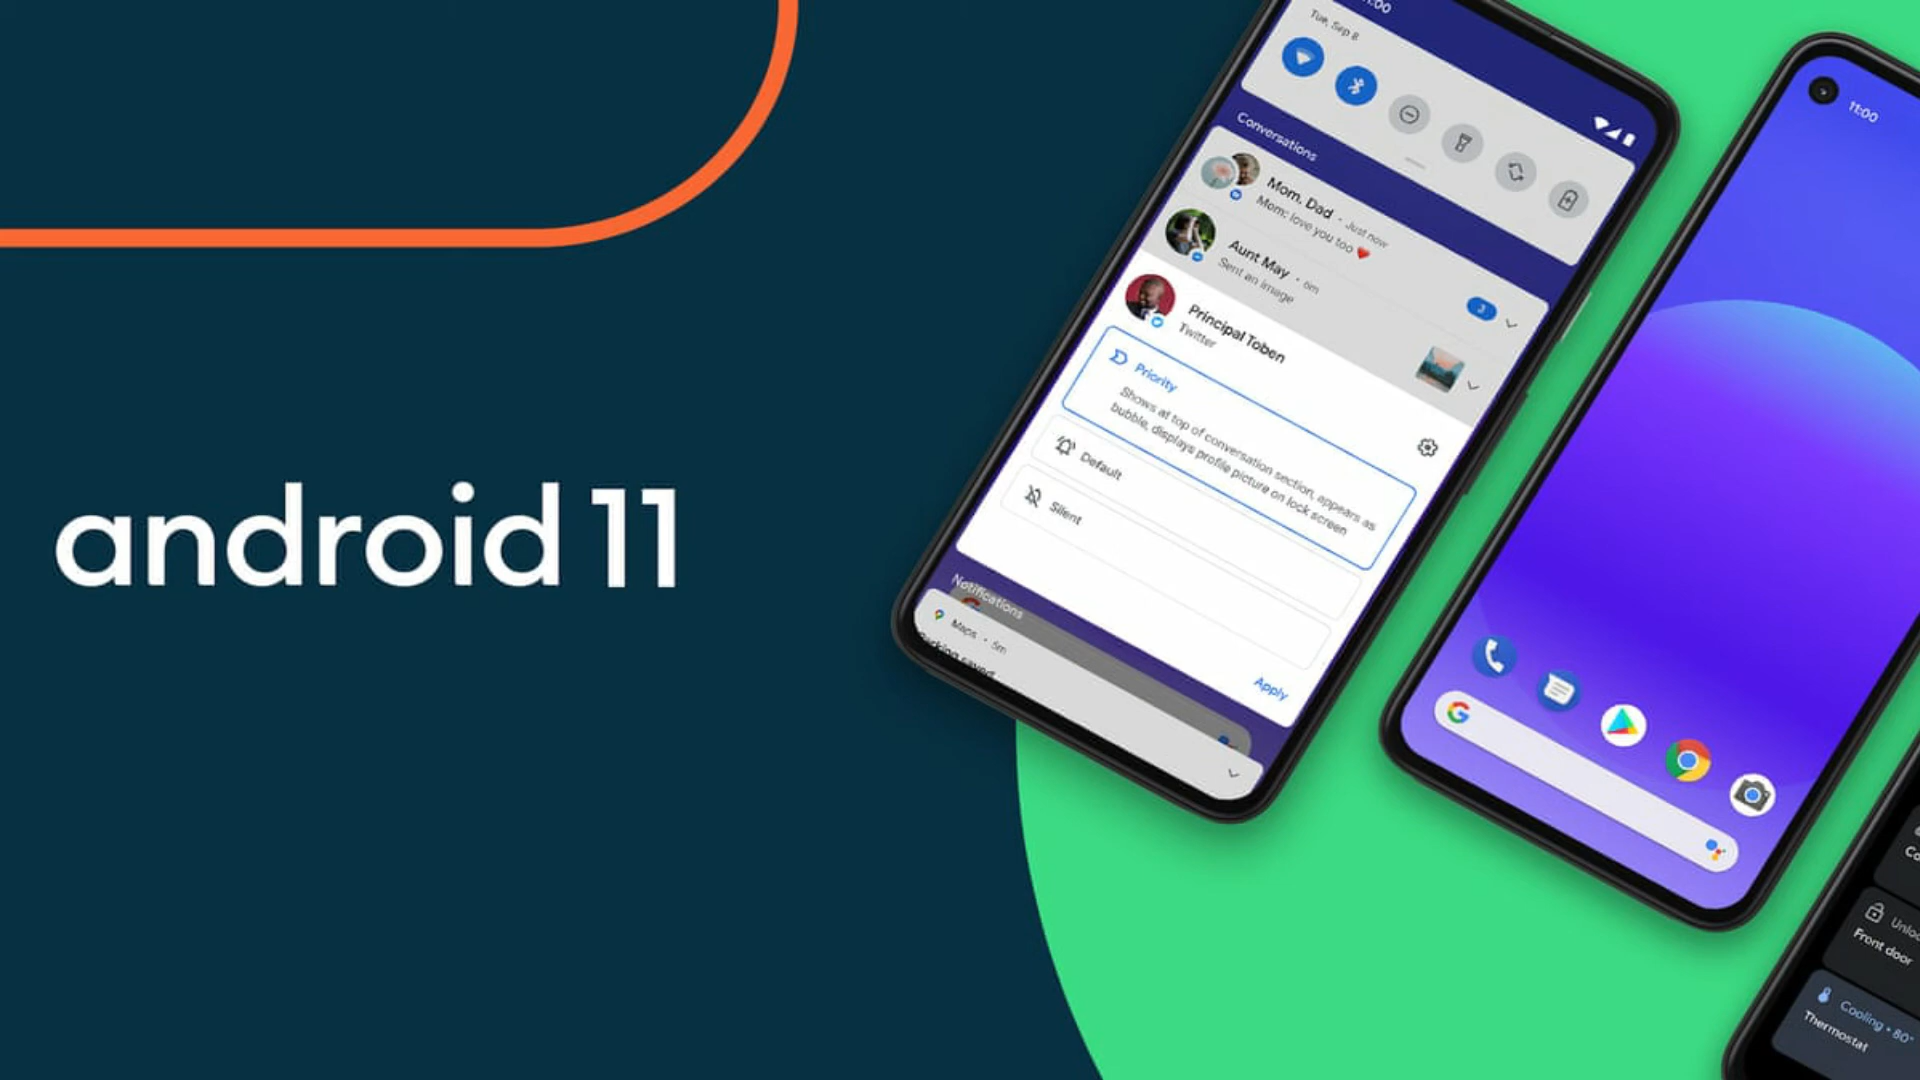 android 11
Tue, Sep 8
Conversations
Mom, Dad • Just now
Mom: love you too ❤️
3
Aunt May • 6m
Sent an image
Principal Toben
Twitter
Priority
Shows at top of conversation section, appears as
bubble, displays profile picture on lock screen
Default
Silent
Apply
Notifications
Maps • 5m
11:00
Front door
Cooling • 80°
Thermostat